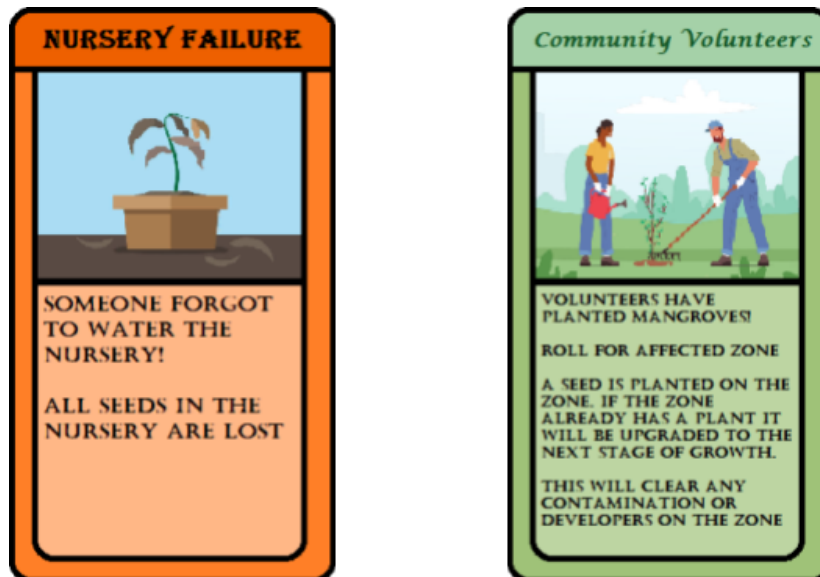 NURSERY FAILURE
SOMEONE FORGOT
TO WATER THE
NURSERY!
ALL SEEDS IN THE
NURSERY ARE LOST
Community Volunteers
VOLUNTEERS HAVE
PLANTED MANGROVES!
ROLL FOR AFFECTED ZONE
A SEED IS PLANTED ON THE
ZONE. IF THE ZONE
ALREADY HAS A PLANT IT
WILL BE UPGRADED TO THE
NEXT STAGE OF GROWTH.
THIS WILL CLEAR ANY
CONTAMINATION OR
DEVELOPERS ON THE ZONE